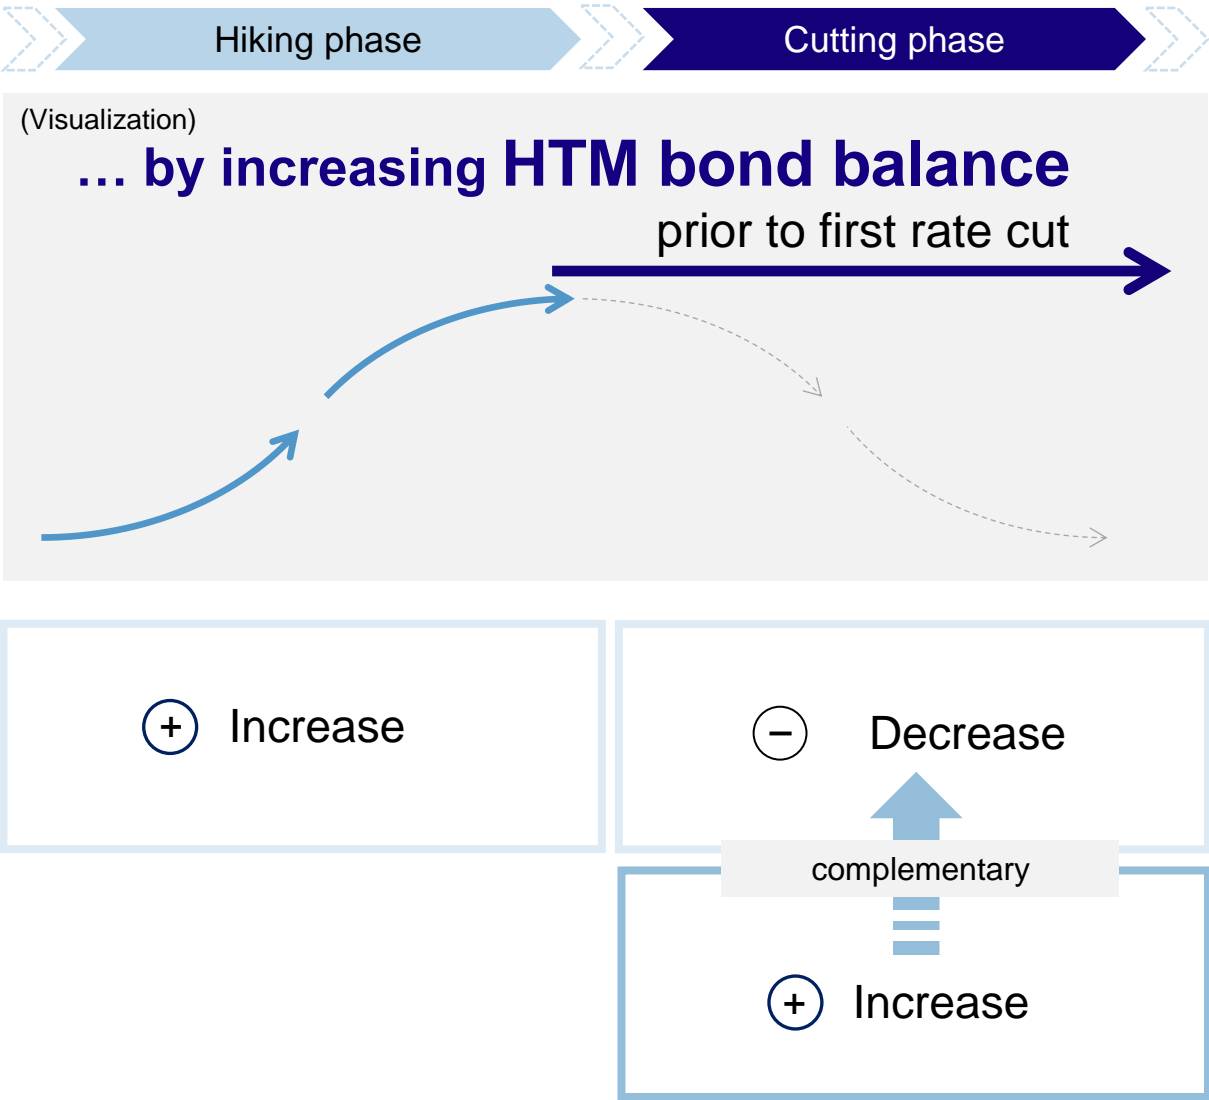 Hiking phase
Cutting phase
(Visualization)
... by increasing HTM bond balance
prior to first rate cut
+ Increase
− Decrease
complementary
+ Increase